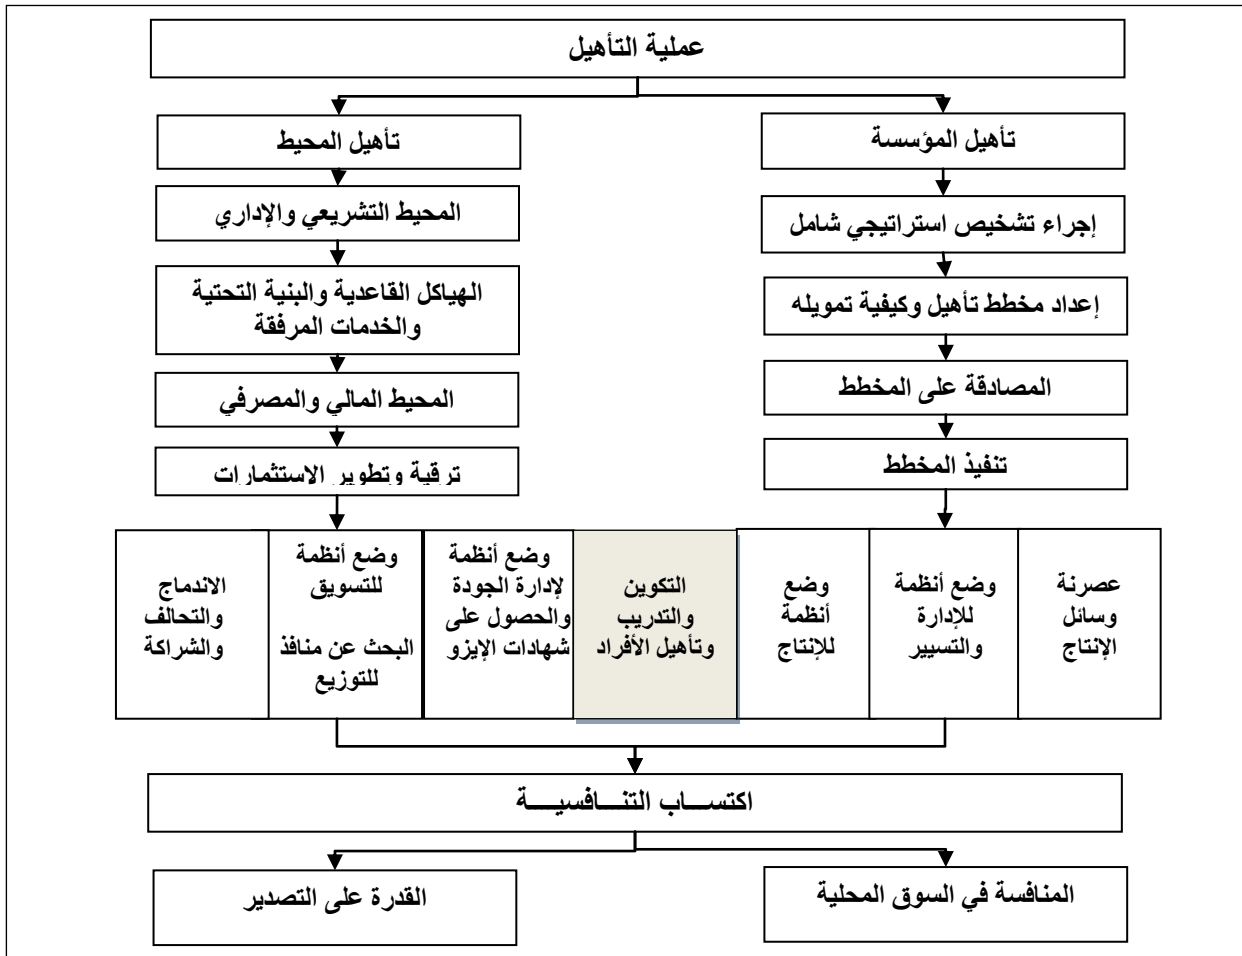 عملية التأهيل
تأهيل المؤسسة
إجراء تشخيص استراتيجي شامل
إعداد مخطط تأهيل وكيفية تمويله
المصادقة على المخطط
تنفيذ المخطط
تأهيل المحيط
المحيط التشريعي والإداري
الهياكل القاعدية والبنية التحتية
والخدمات المرفقة
المحيط المالي والمصرفي
ترقية وتطوير الاستثمارات
عصرنة
وسائل
الإنتاج
وضع أنظمة
للإدارة
والتسيير
وضع
أنظمة
للإنتاج
التكوين
والتدريب
وتأهيل الأفراد
وضع أنظمة
لإدارة الجودة
والحصول على
شهادات الإيزو
وضع أنظمة
للتسويق
البحث عن منافذ
للتوزيع
الاندماج
والتحالف
والشراكة
اكتســـاب التنـــافسيـــــة
المنافسة في السوق المحلية
القدرة على التصدير